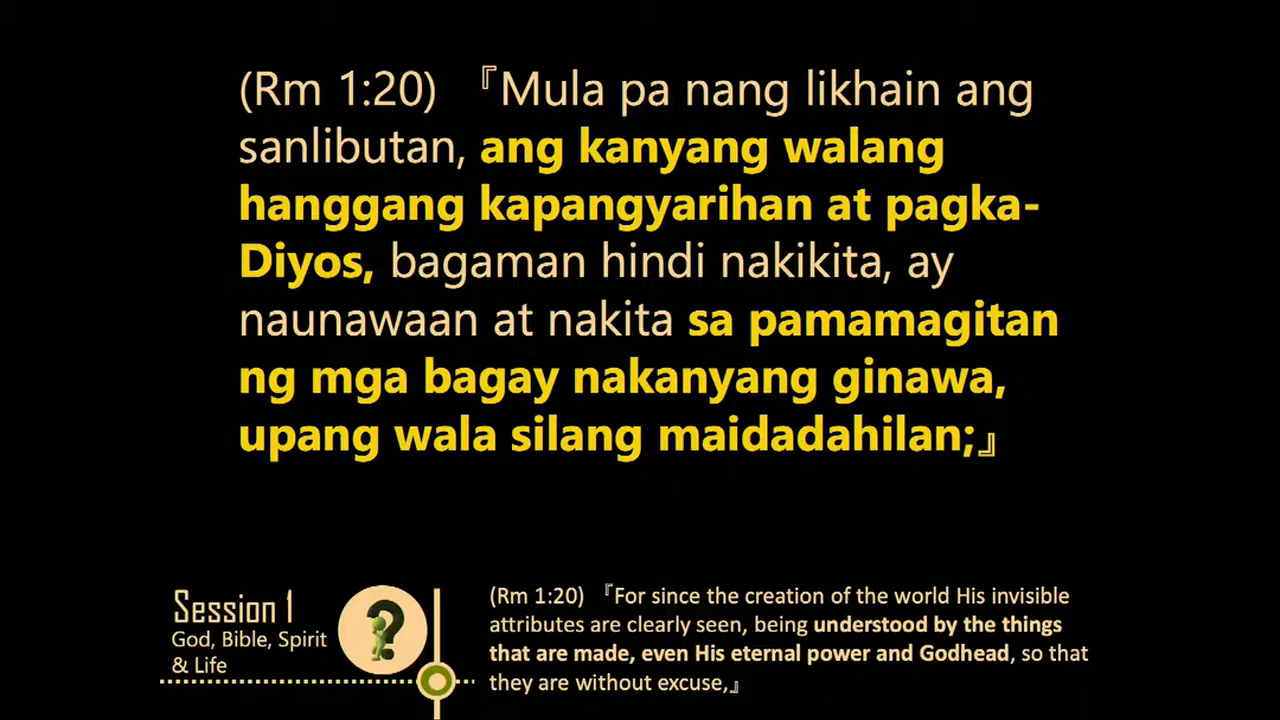 (Rm 1:20) 『Mula pa nang likhain ang
sanlibutan, ang kanyang walang
hanggang kapangyarihan at pagka-
Diyos, bagaman hindi nakikita, ay
naunawaan at nakita sa pamamagitan
ng mga bagay nakanyang ginawa,
upang wala silang maidadahilan;』
Session 1
God, Bible, Spirit
& Life
?
(Rm 1:20) 『For since the creation of the world His invisible
attributes are clearly seen, being understood by the things
that are made, even His eternal power and Godhead, so that
they are without excuse,』